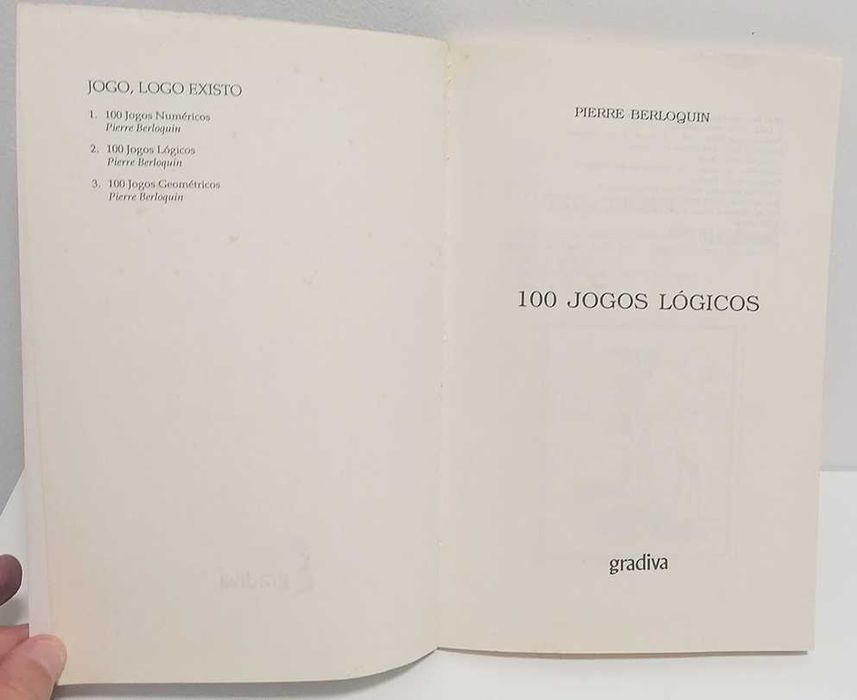 JOGO, LOGO EXISTO
1. 100 Jogos Numéricos
Pierre Berloquin
2. 100 Jogos Lógicos
Pierre Berloquin
3. 100 Jogos Geométricos
Pierre Berloquin
PIERRE BERLOQUIN
100 JOGOS LÓGICOS
gradiva